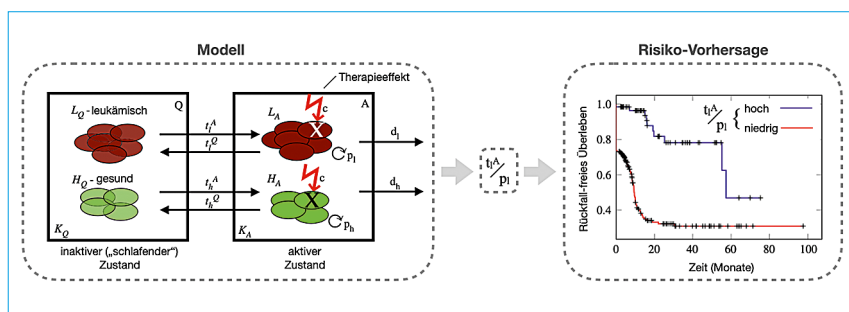 Modell
Therapieeffekt
Q
A
L_Q - leukämisch
L_A
c
t_l^A
t_l^Q
X
p_l
d_l
H_Q - gesund
H_A
c
t_h^A
t_h^Q
X
p_h
d_h
K_Q
K_A
inaktiver („schlafender“)
Zustand
aktiver
Zustand
t_l^A/p_l
Risiko-Vorhersage
Rückfall-freies Überleben
1.0
0.8
0.6
0.4
t_l^A/p_l { hoch
niedrig
0 20 40 60 80 100
Zeit (Monate)